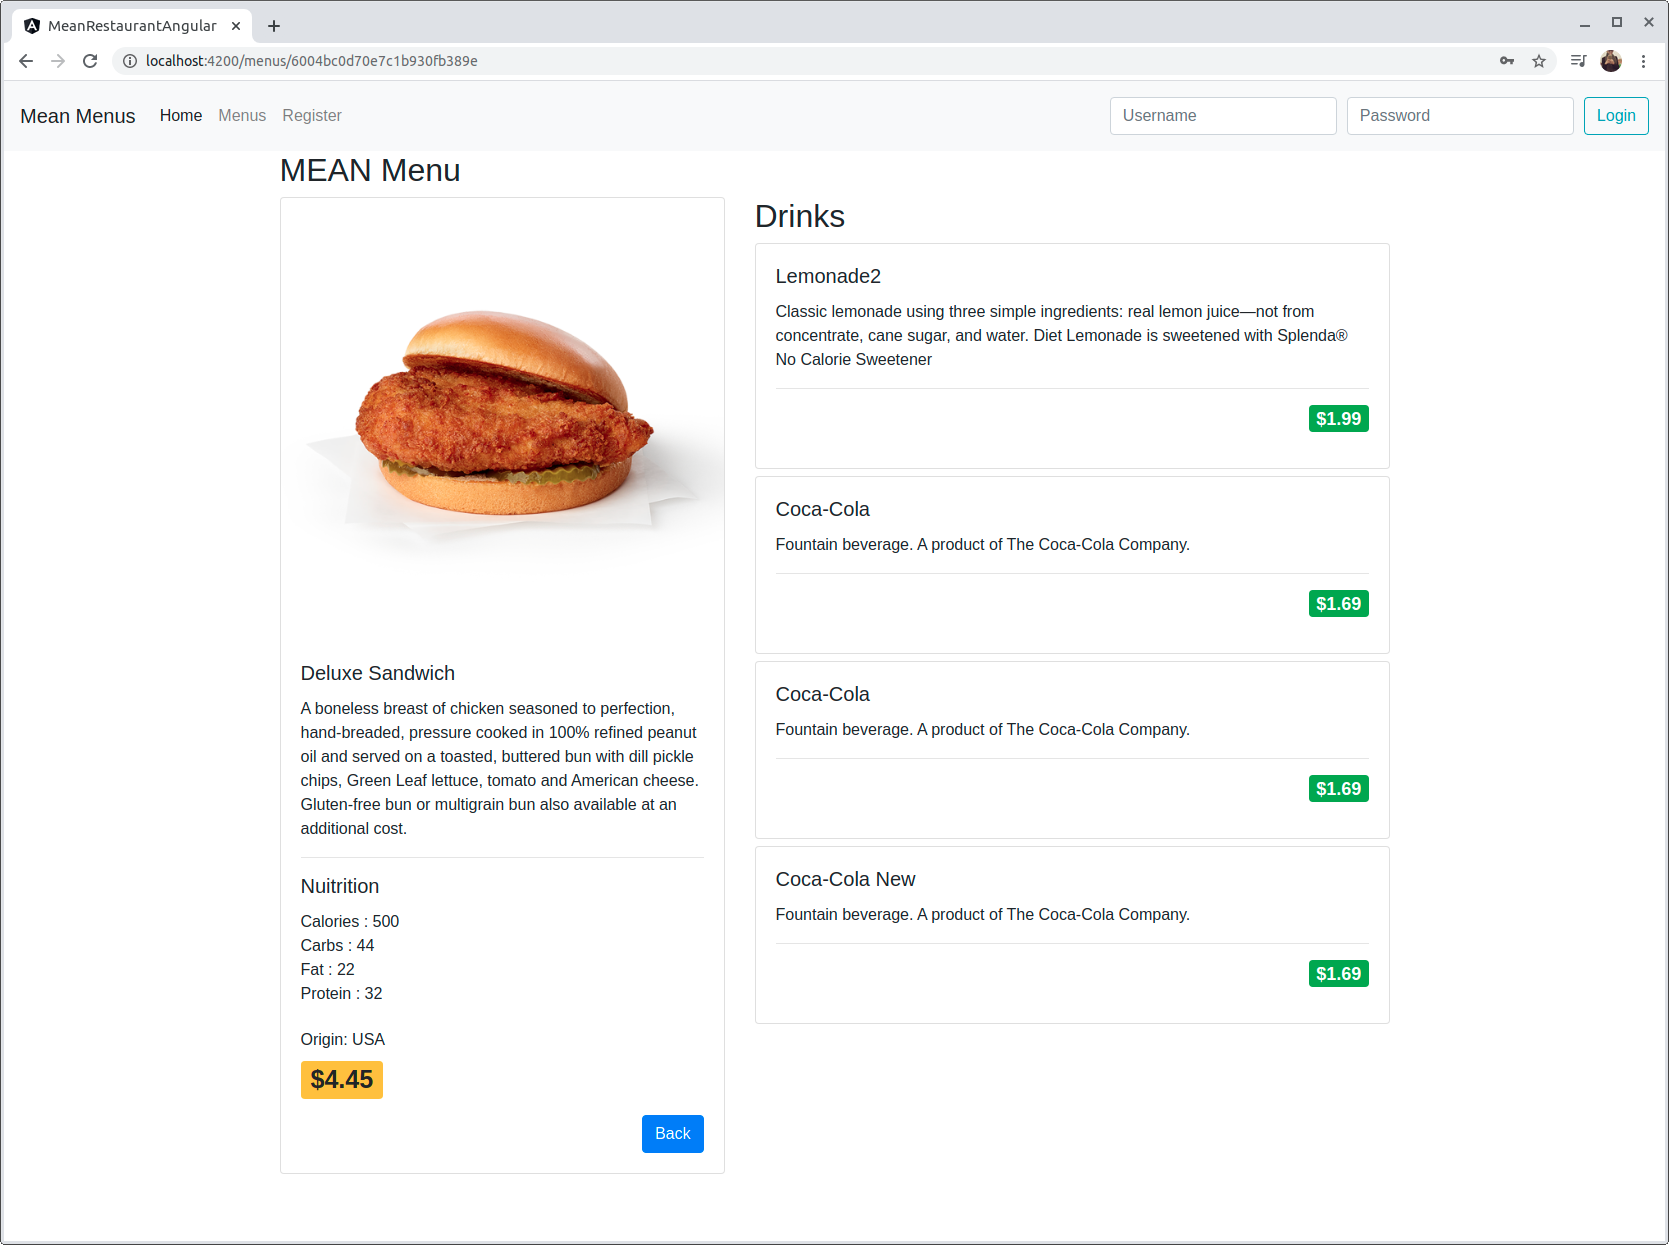 MeanRestaurantAngular
localhost:4200/menus/6004bc0d70e7c1b930fb389e
Mean Menus Home Menus Register Username Password Login
MEAN Menu
Deluxe Sandwich
A boneless breast of chicken seasoned to perfection,
hand-breaded, pressure cooked in 100% refined peanut
oil and served on a toasted, buttered bun with dill pickle
chips, Green Leaf lettuce, tomato and American cheese.
Gluten-free bun or multigrain bun also available at an
additional cost.
Nuitrition
Calories : 500
Carbs : 44
Fat : 22
Protein : 32
Origin: USA
$4.45
Back
Drinks
Lemonade2
Classic lemonade using three simple ingredients: real lemon juice—not from
concentrate, cane sugar, and water. Diet Lemonade is sweetened with Splenda®
No Calorie Sweetener
$1.99
Coca-Cola
Fountain beverage. A product of The Coca-Cola Company.
$1.69
Coca-Cola
Fountain beverage. A product of The Coca-Cola Company.
$1.69
Coca-Cola New
Fountain beverage. A product of The Coca-Cola Company.
$1.69